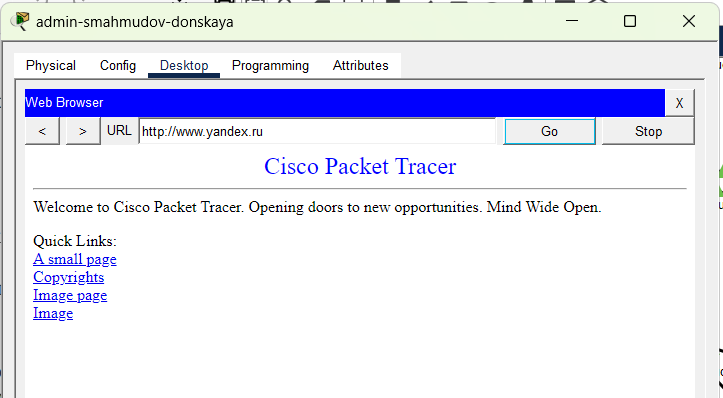 admin-smahmudov-donskaya
Physical Config Desktop Programming Attributes
Web Browser X
< > URL http://www.yandex.ru Go Stop
Cisco Packet Tracer
Welcome to Cisco Packet Tracer. Opening doors to new opportunities. Mind Wide Open.
Quick Links:
A small page
Copyrights
Image page
Image